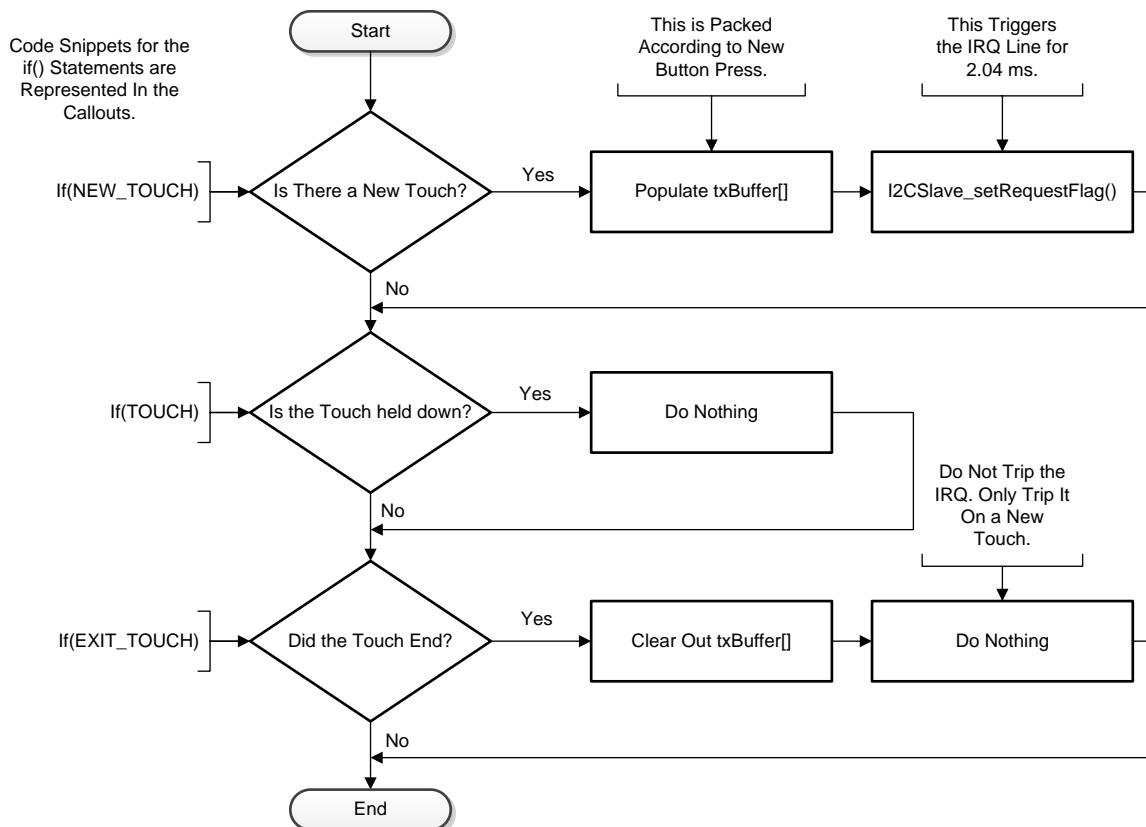 Start
Code Snippets for the
if() Statements are
Represented In the
Callouts.
This is Packed
According to New
Button Press.
This Triggers
the IRQ Line for
2.04 ms.
If(NEW_TOUCH)
Is There a New Touch?
Yes
Populate txBuffer[]
I2CSlave_setRequestFlag()
No
If(TOUCH)
Is the Touch held down?
Yes
Do Nothing
Do Not Trip the
IRQ. Only Trip It
On a New
Touch.
No
If(EXIT_TOUCH)
Did the Touch End?
Yes
Clear Out txBuffer[]
Do Nothing
No
End